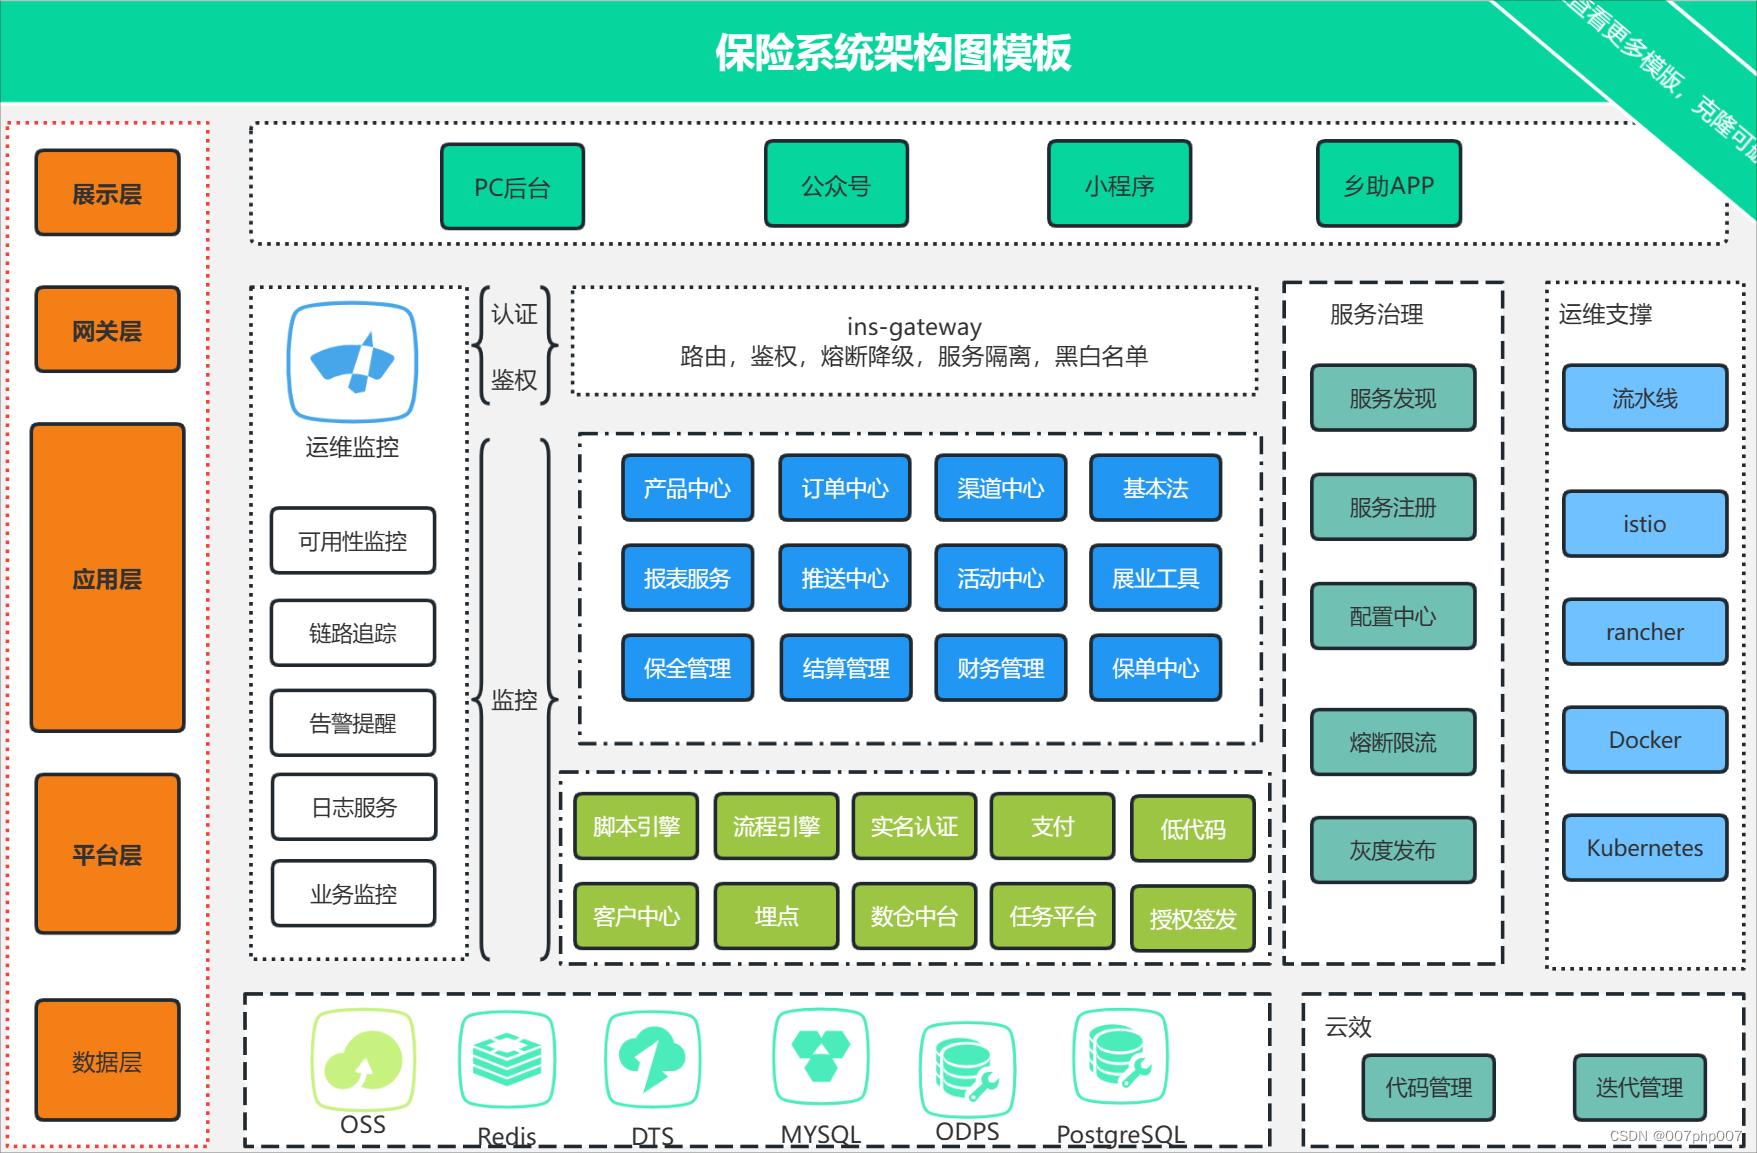 保险系统架构图模板
查看更多模版，克隆可
展示层
网关层
应用层
平台层
数据层
PC后台
公众号
小程序
乡助APP
运维监控
可用性监控
链路追踪
告警提醒
日志服务
业务监控
认证
鉴权
监控
ins-gateway
路由，鉴权，熔断降级，服务隔离，黑白名单
产品中心
订单中心
渠道中心
基本法
报表服务
推送中心
活动中心
展业工具
保全管理
结算管理
财务管理
保单中心
脚本引擎
流程引擎
实名认证
支付
低代码
客户中心
埋点
数仓中台
任务平台
授权签发
服务治理
服务发现
服务注册
配置中心
熔断限流
灰度发布
运维支撑
流水线
istio
rancher
Docker
Kubernetes
OSS
Redis
DTS
MYSQL
ODPS
PostgreSQL
云效
代码管理
迭代管理
CSDN @007php007